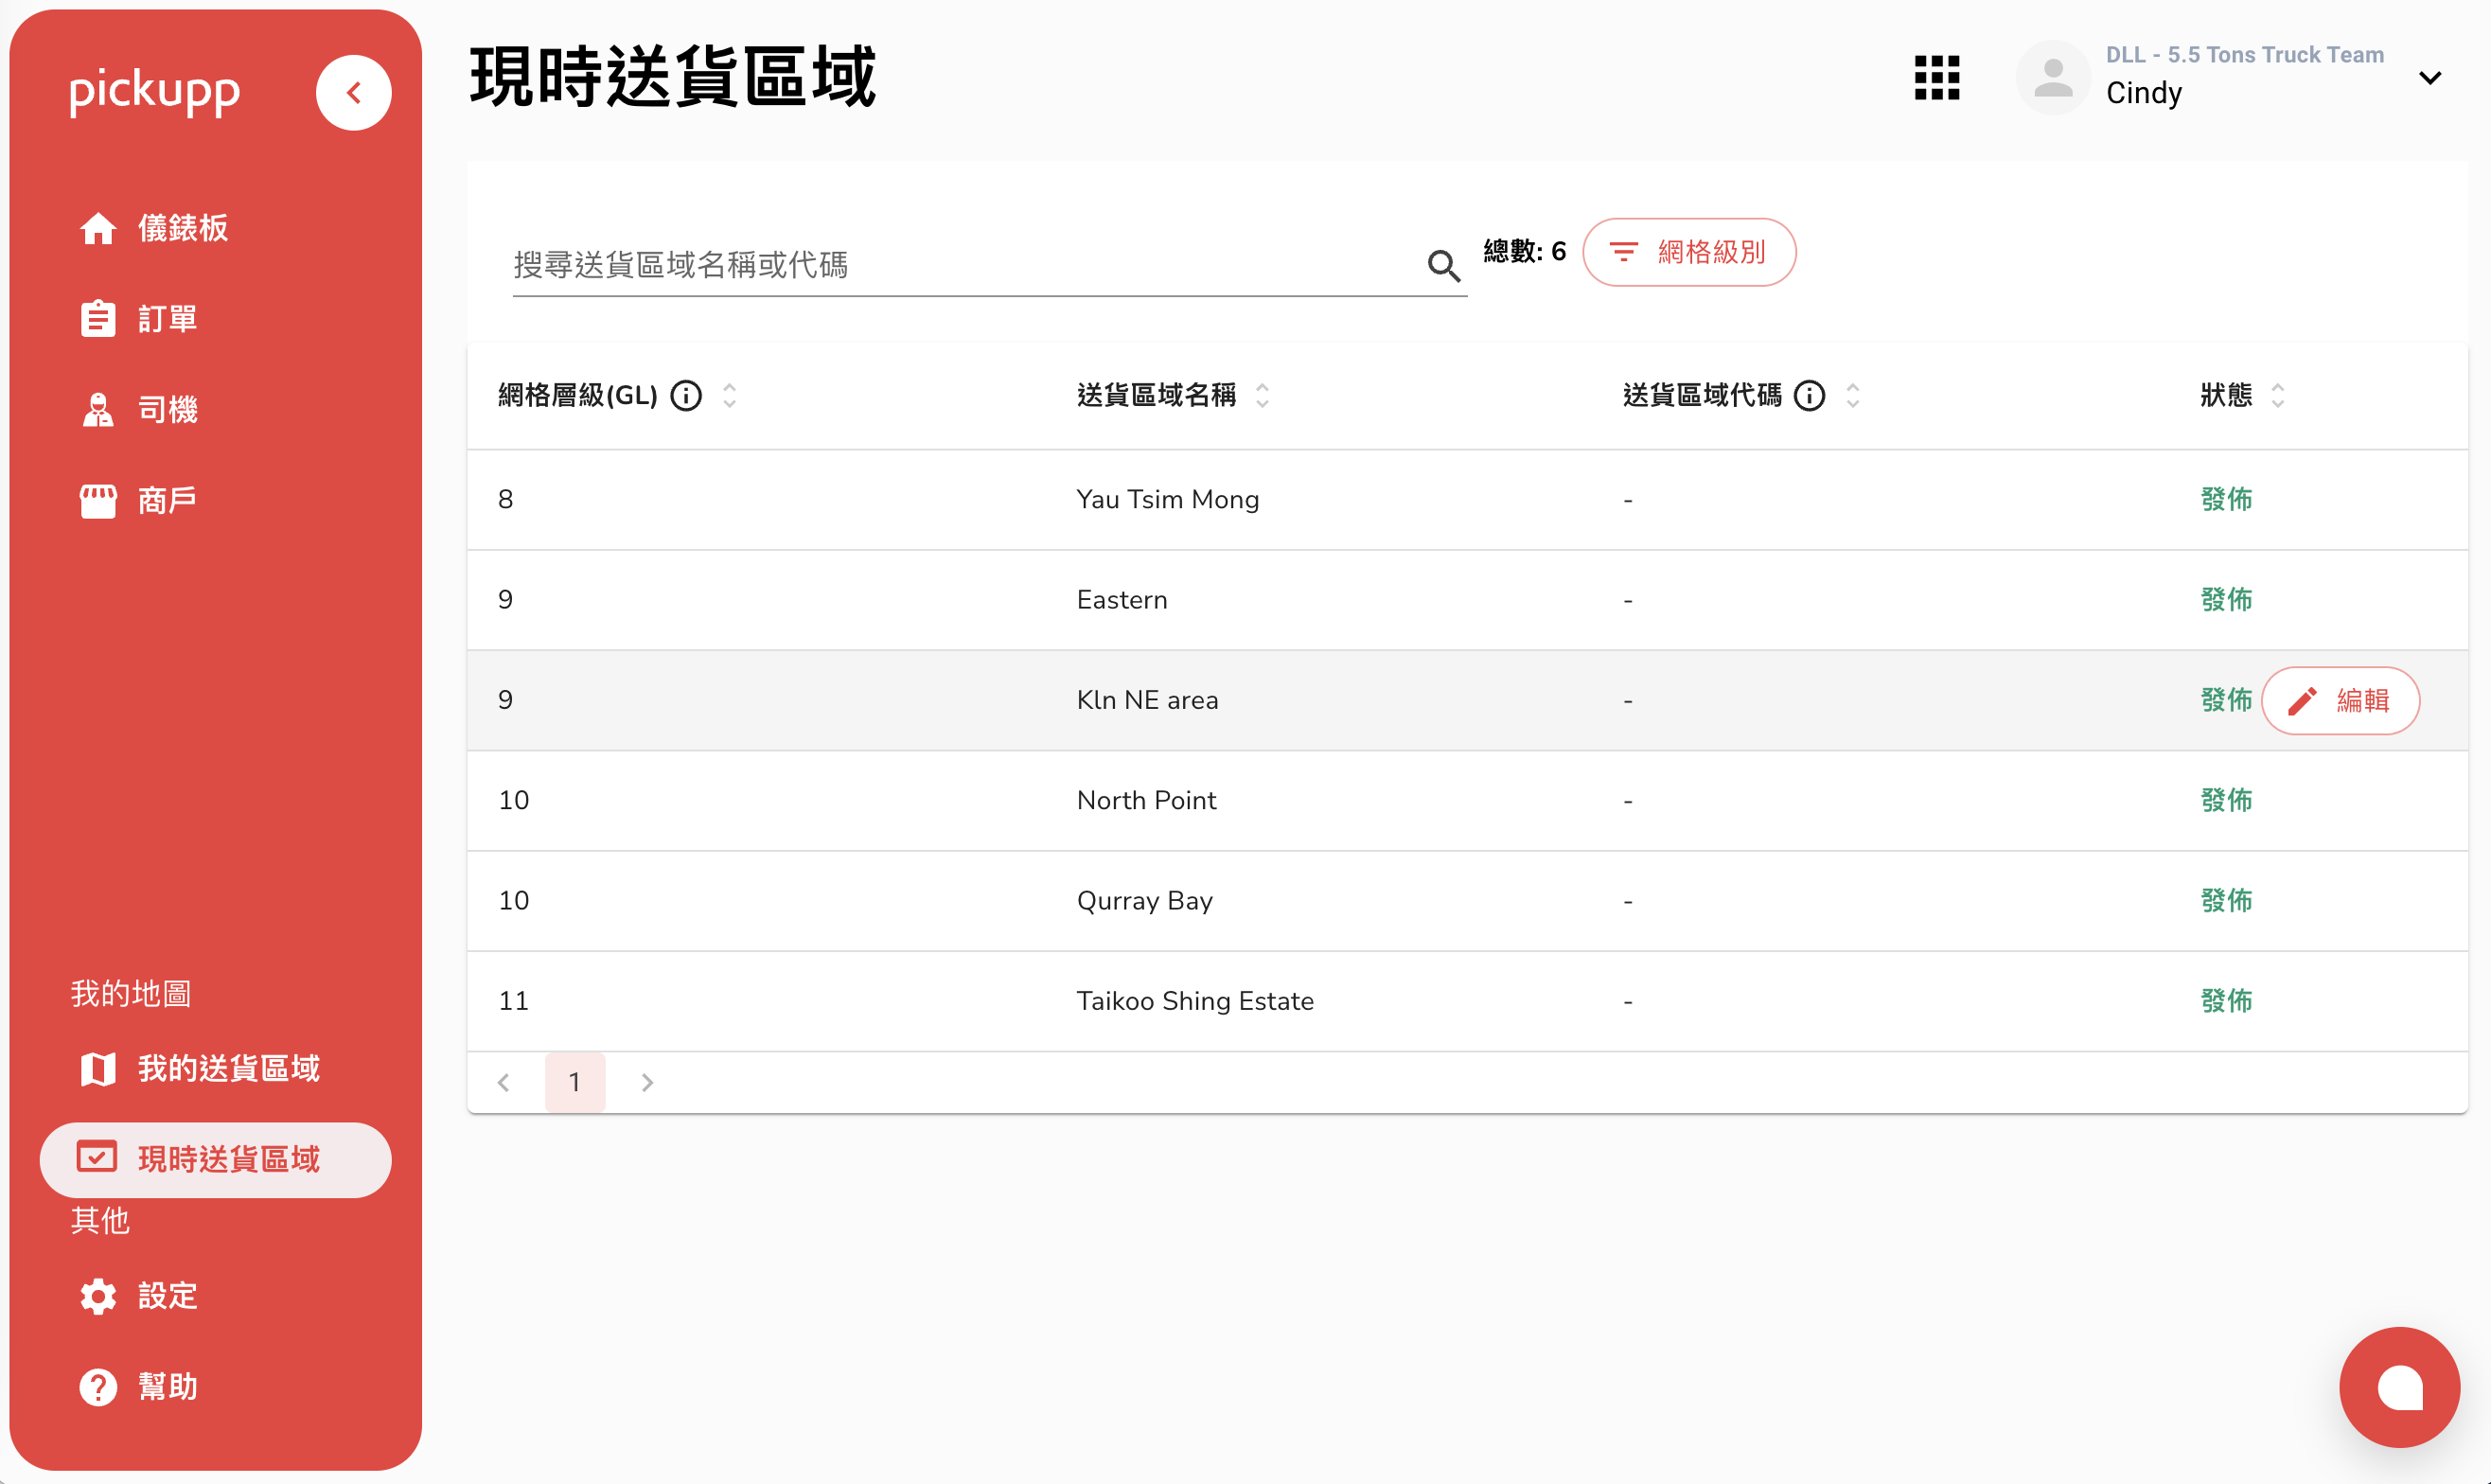 pickupp
儀錶板
訂單
司機
商戶
我的地圖
我的送貨區域
現時送貨區域
其他
設定
幫助
現時送貨區域
DLL - 5.5 Tons Truck Team
Cindy
搜尋送貨區域名稱或代碼
總數: 6
網格級別
網格層級(GL) 送貨區域名稱 送貨區域代碼 狀態
8 Yau Tsim Mong - 發佈
9 Eastern - 發佈
9 Kln NE area - 發佈 編輯
10 North Point - 發佈
10 Qurray Bay - 發佈
11 Taikoo Shing Estate - 發佈
1